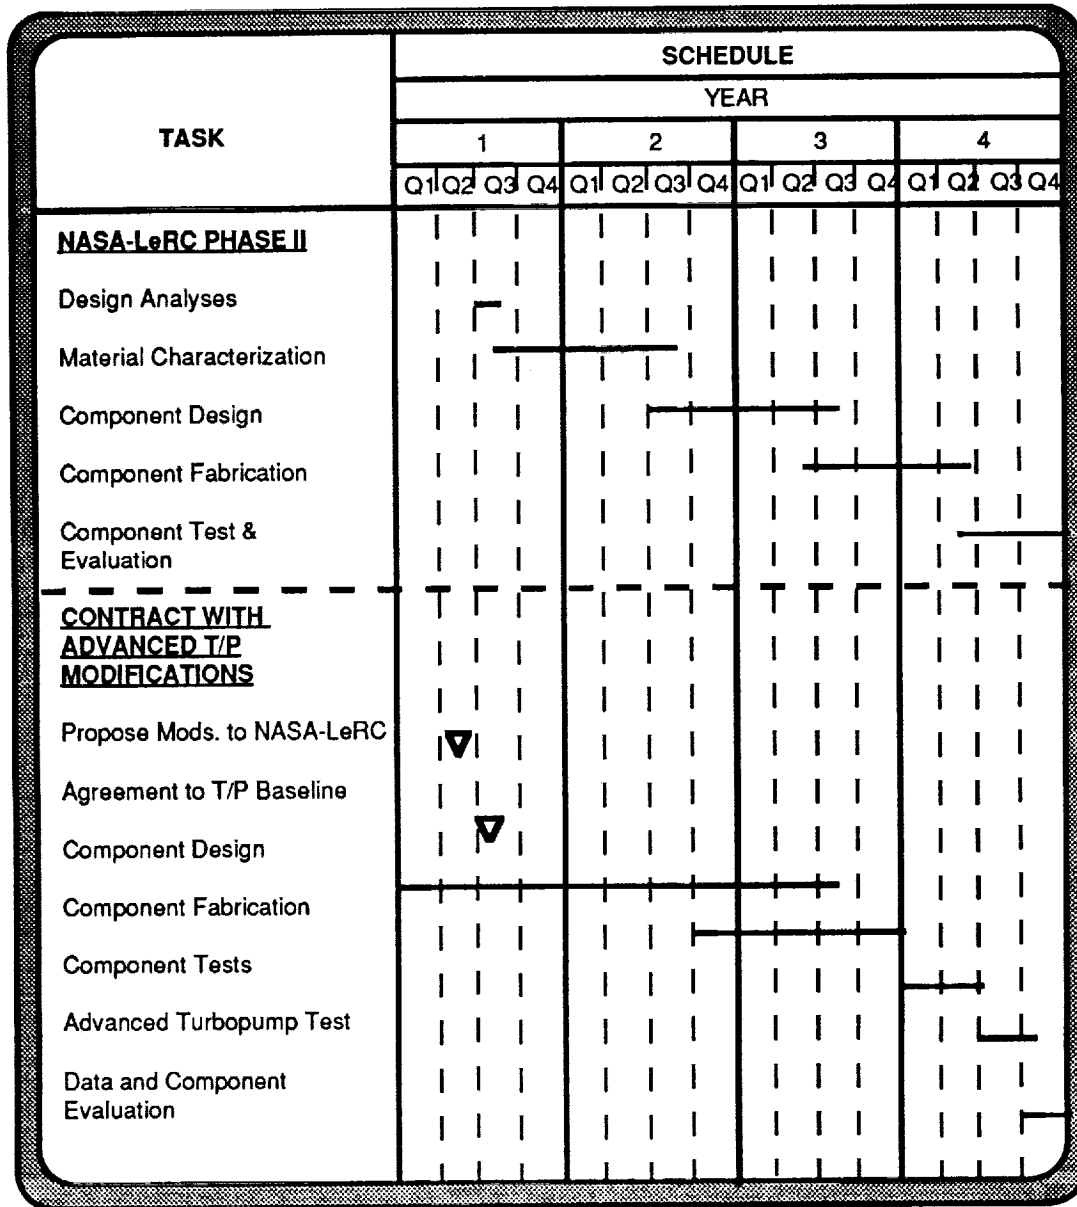 SCHEDULE
YEAR
TASK
1 2 3 4
Q1 Q2 Q3 Q4 Q1 Q2 Q3 Q4 Q1 Q2 Q3 Q4 Q1 Q2 Q3 Q4
NASA-LeRC PHASE II
Design Analyses
Material Characterization
Component Design
Component Fabrication
Component Test &
Evaluation
CONTRACT WITH
ADVANCED T/P
MODIFICATIONS
Propose Mods. to NASA-LeRC
Agreement to T/P Baseline
Component Design
Component Fabrication
Component Tests
Advanced Turbopump Test
Data and Component
Evaluation